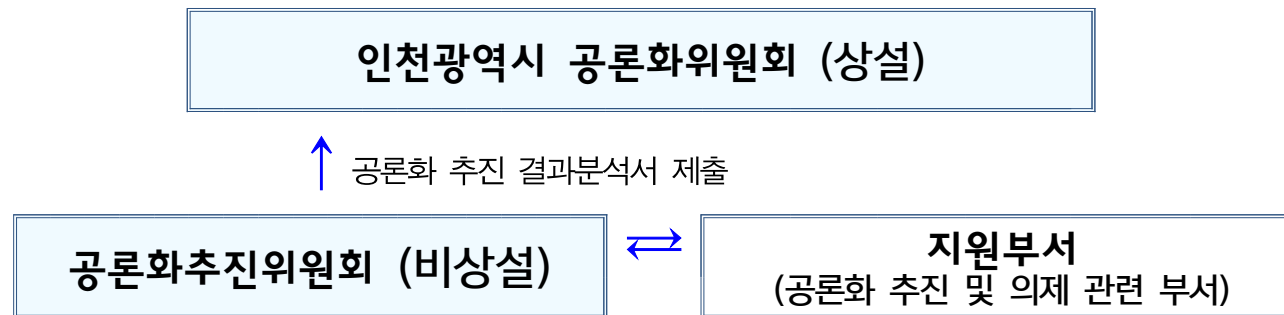 인천광역시 공론화위원회 (상설)
공론화 추진 결과분석서 제출
공론화추진위원회 (비상설)
지원부서
(공론화 추진 및 의제 관련 부서)